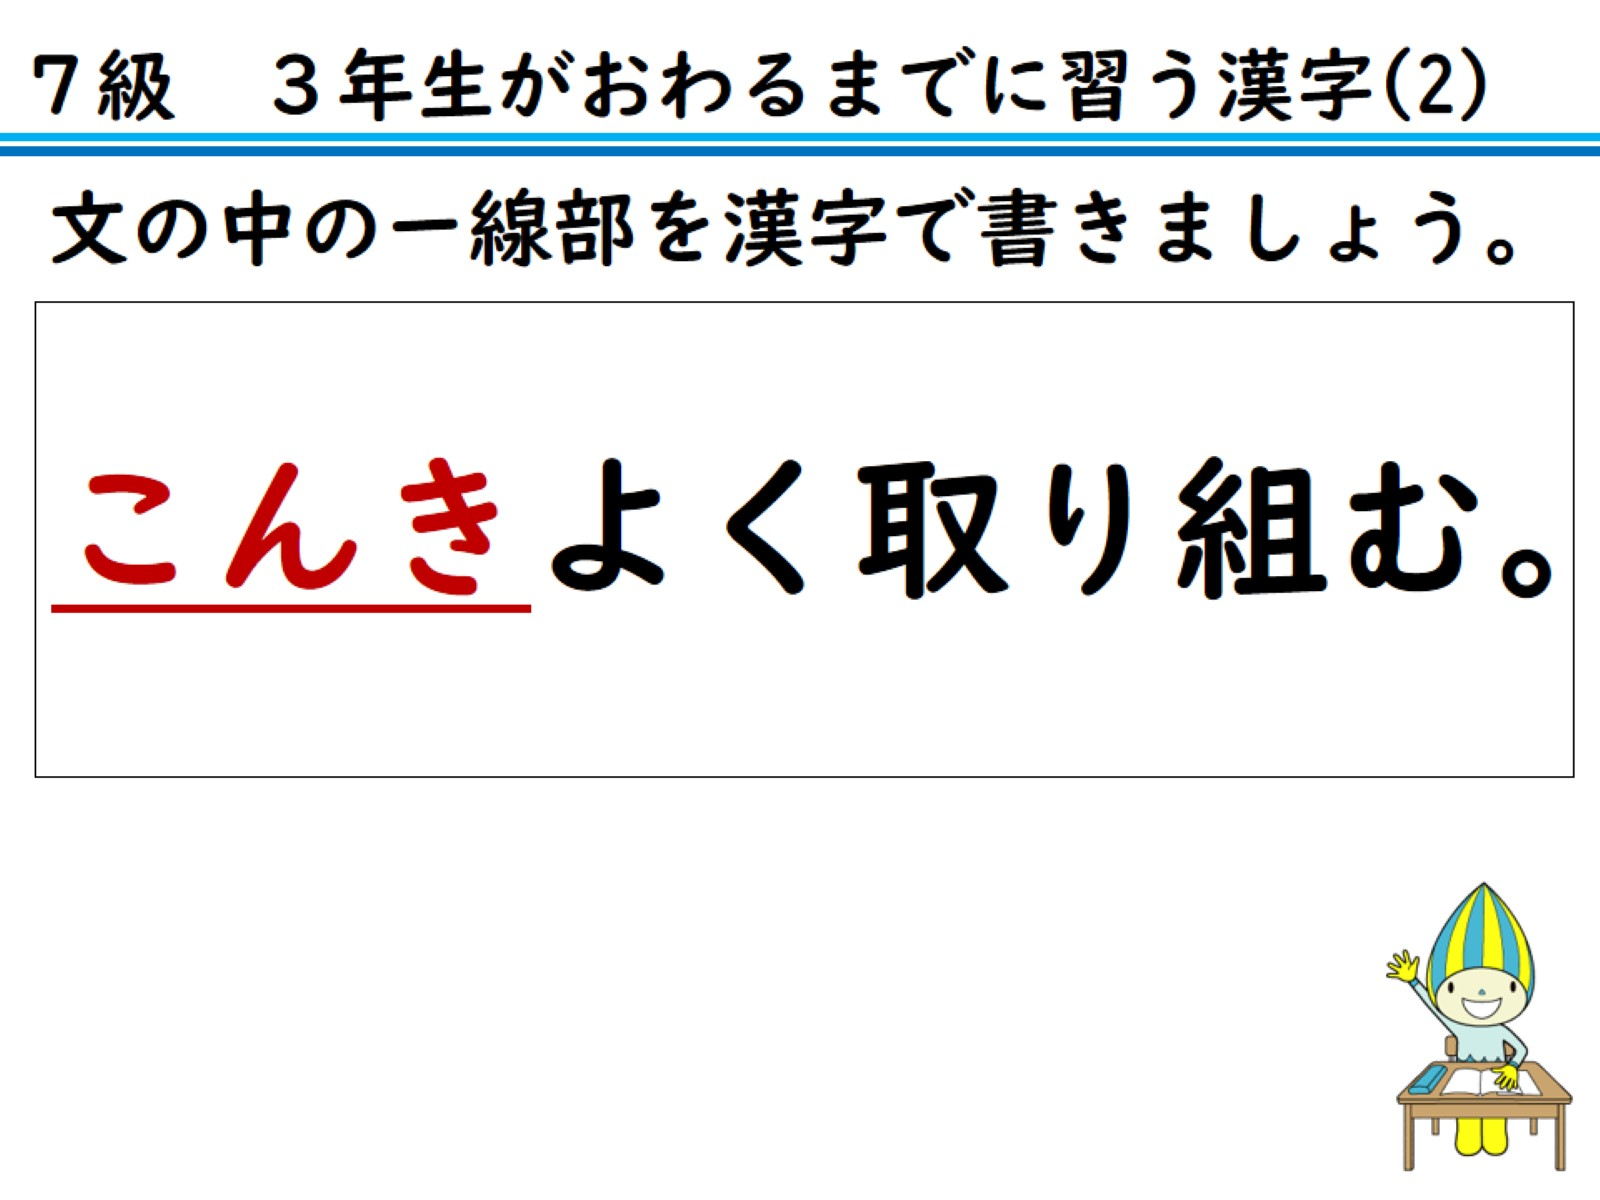 ７級　３年生がおわるまでに習う漢字(2)
文の中の―線部を漢字で書きましょう。
こんきよく取り組む。